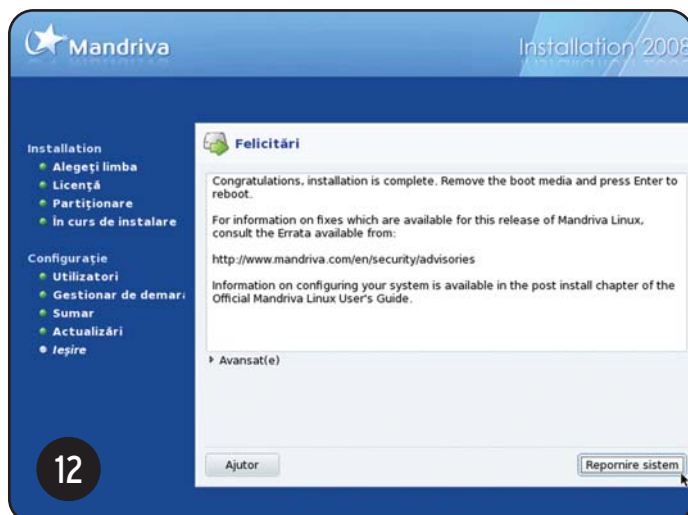 Mandriva
Installation 2008
Installation
Alegeți limba
Licență
Partiționare
În curs de instalare
Configurație
Utilizatori
Gestionar de demara
Sumar
Actualizări
Ieșire
Felicitări
Congratulations, installation is complete. Remove the boot media and press Enter to
reboot.
For information on fixes which are available for this release of Mandriva Linux,
consult the Errata available from:
http://www.mandriva.com/en/security/advisories
Information on configuring your system is available in the post install chapter of the
Official Mandriva Linux User's Guide.
Avansat(e)
Ajutor
Repornire sistem
12